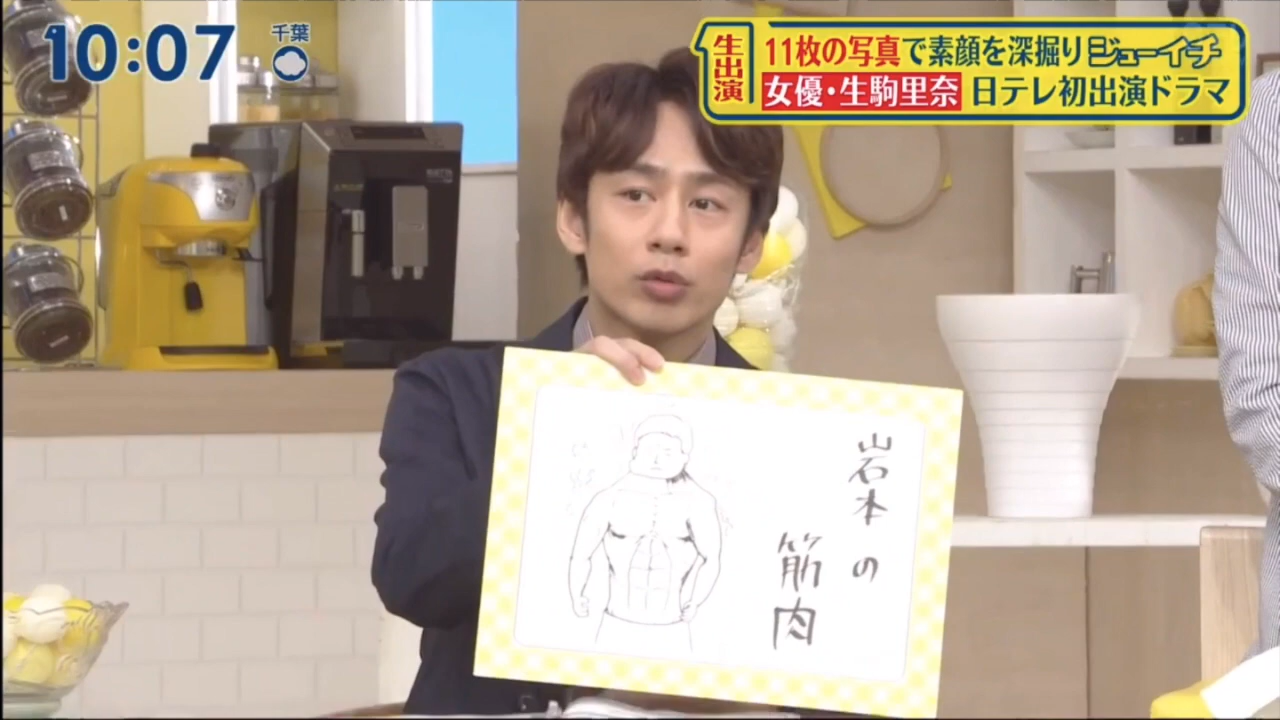 10:07
千葉
生出演
11枚の写真で素顔を深掘りジューイチ
女優・生駒里奈 日テレ初出演ドラマ
岩本の
筋肉